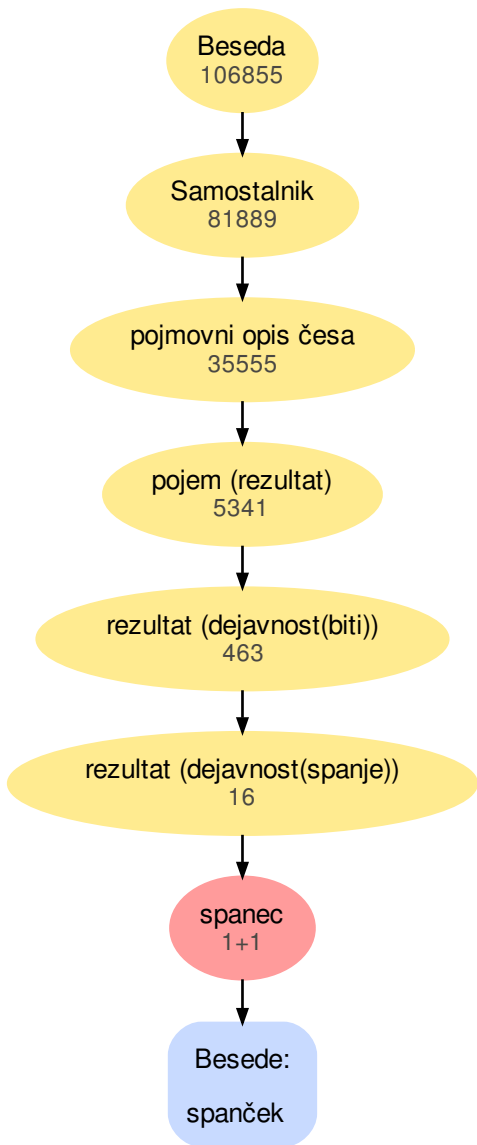 Beseda
106855
Samostalnik
81889
pojmovni opis česa
35555
pojem (rezultat)
5341
rezultat (dejavnost(biti))
463
rezultat (dejavnost(spanje))
16
spanec
1+1
Besede:
spanček